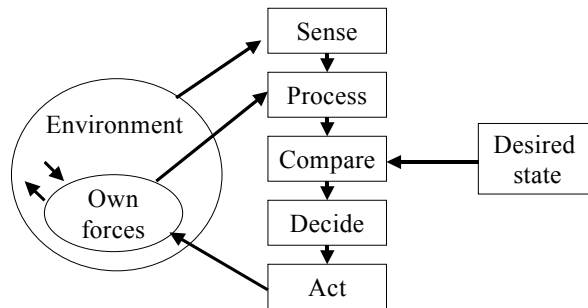 Sense
Process
Environment
Compare
Desired
state
Own
forces
Decide
Act